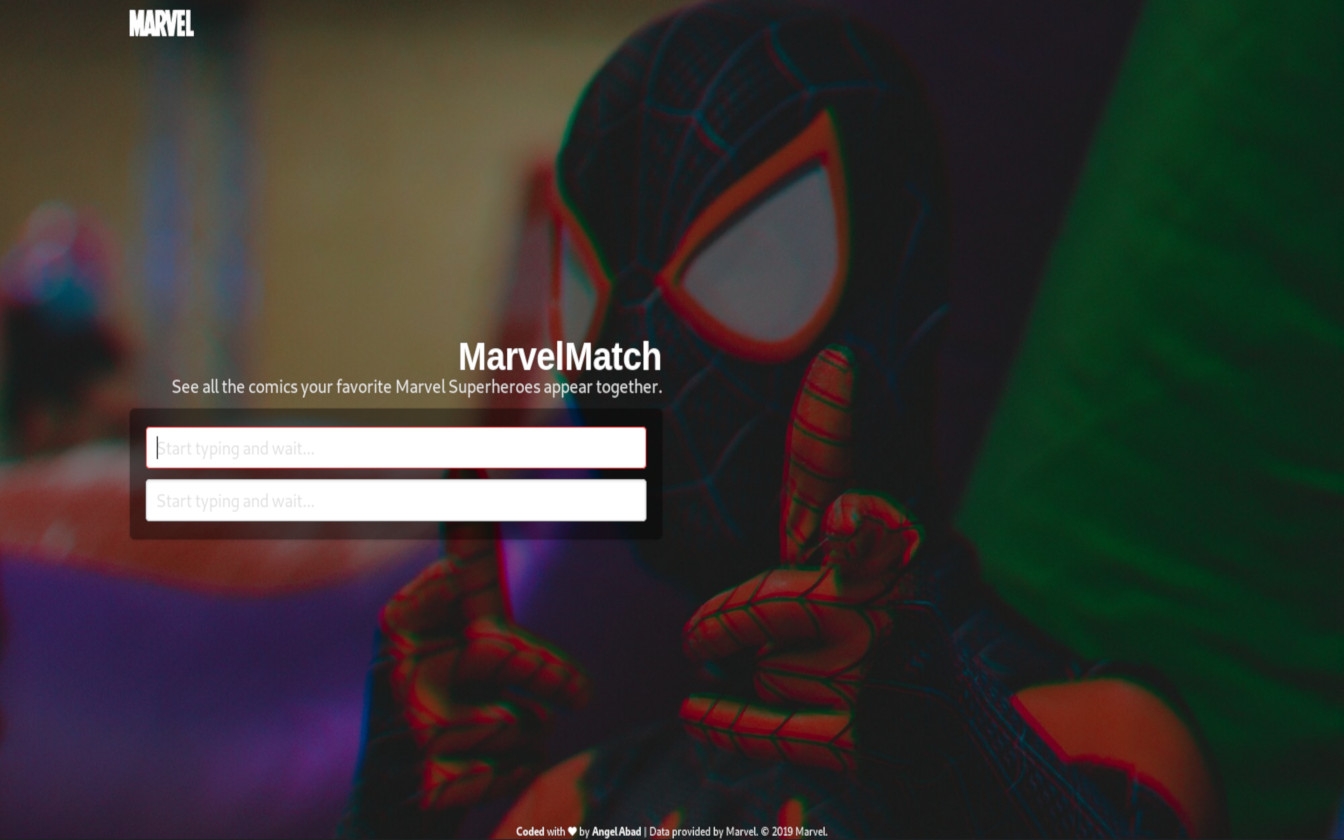 MARVEL
MarvelMatch
See all the comics your favorite Marvel Superheroes appear together.
Start typing and wait...
Start typing and wait...
Coded with ♥ by Angel Abad | Data provided by Marvel. © 2019 Marvel.